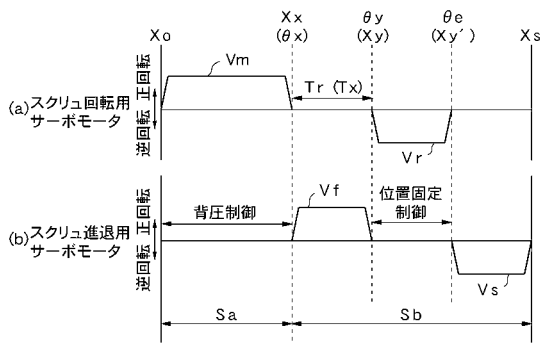 Xo
Xx
(θx)
θy
(Xy)
θe
(Xy′)
Xs
(a)スクリュ回転用
サーボモータ
正回転
逆回転
Vm
Tr (Tx)
Vr
(b)スクリュ進退用
サーボモータ
正回転
逆回転
背圧制御
Vf
位置固定
制御
Vs
Sa
Sb